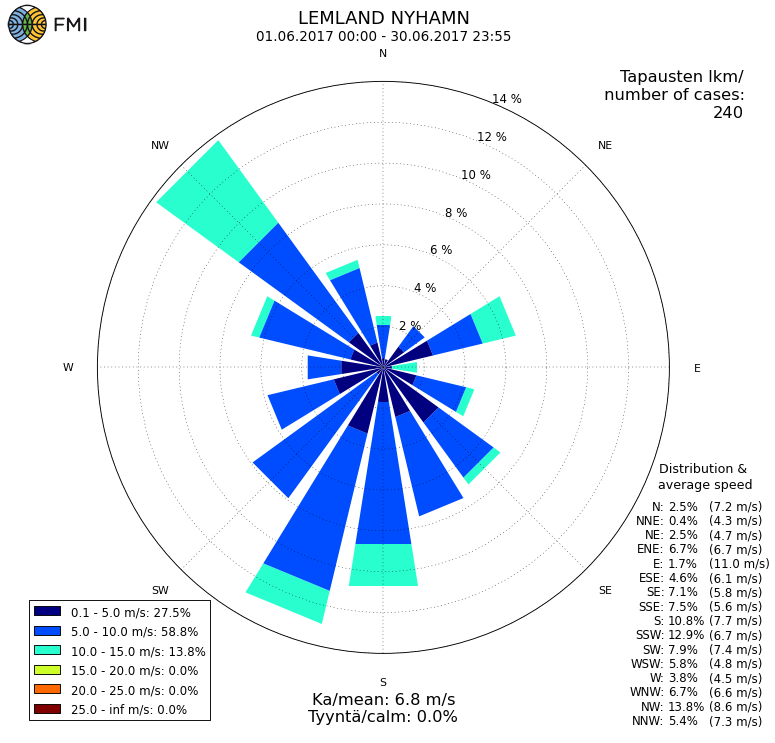 FMI
LEMLAND NYHAMN
01.06.2017 00:00 - 30.06.2017 23:55
Tapausten lkm/
number of cases:
240
N
NE
E
SE
S
SW
W
NW
14 %
12 %
10 %
8 %
6 %
4 %
2 %
Distribution &
average speed
N: 2.5% (7.2 m/s)
NNE: 0.4% (4.3 m/s)
NE: 2.5% (4.7 m/s)
ENE: 6.7% (6.7 m/s)
E: 1.7% (11.0 m/s)
ESE: 4.6% (6.1 m/s)
SE: 7.1% (5.8 m/s)
SSE: 7.5% (5.6 m/s)
S: 10.8% (7.7 m/s)
SSW: 12.9% (6.7 m/s)
SW: 7.9% (7.4 m/s)
WSW: 5.8% (4.8 m/s)
W: 3.8% (4.5 m/s)
WNW: 6.7% (6.6 m/s)
NW: 13.8% (8.6 m/s)
NNW: 5.4% (7.3 m/s)
0.1 - 5.0 m/s: 27.5%
5.0 - 10.0 m/s: 58.8%
10.0 - 15.0 m/s: 13.8%
15.0 - 20.0 m/s: 0.0%
20.0 - 25.0 m/s: 0.0%
25.0 - inf m/s: 0.0%
Ka/mean: 6.8 m/s
Tyyntä/calm: 0.0%